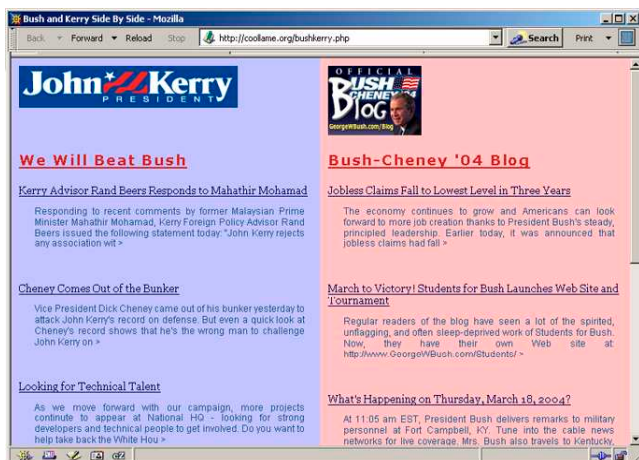 Bush and Kerry Side By Side - Mozilla
Back Forward Reload Stop http://coollame.org/bushkerry.php Search Print
John Kerry
PRESIDENT
We Will Beat Bush
Kerry Advisor Rand Beers Responds to Mahathir Mohamad
Responding to recent comments by former Malaysian Prime
Minister Mahathir Mohamad, Kerry Foreign Policy Advisor Rand
Beers issued the following statement today: "John Kerry rejects
any association wit >
Cheney Comes Out of the Bunker
Vice President Dick Cheney came out of his bunker yesterday to
attack John Kerry's record on defense. But even a quick look at
Cheney's record shows that he's the wrong man to challenge
John Kerry on >
Looking for Technical Talent
As we move forward with our campaign, more projects
continue to appear at National HQ - looking for strong
developers and technical people to get involved. Do you want to
help take back the White Hou >
OFFICIAL
BUSH
CHENEY '04
BLOG
GeorgeWBush.com/Blog
Bush-Cheney '04 Blog
Jobless Claims Fall to Lowest Level in Three Years
The economy continues to grow and Americans can look
forward to more job creation thanks to President Bush's steady,
principled leadership. Earlier today, it was announced that
jobless claims had fall >
March to Victory! Students for Bush Launches Web Site and
Tournament
Regular readers of the blog have seen a lot of the spirited,
unflagging, and often sleep-deprived work of Students for Bush.
Now, they have their own Web site at:
http://www.GeorgeWBush.com/Students/ >
What's Happening on Thursday, March 18, 2004?
At 11:05 am EST, President Bush delivers remarks to military
personnel at Fort Campbell, KY. Tune into the cable news
networks for live coverage. Mrs. Bush also travels to Kentucky,